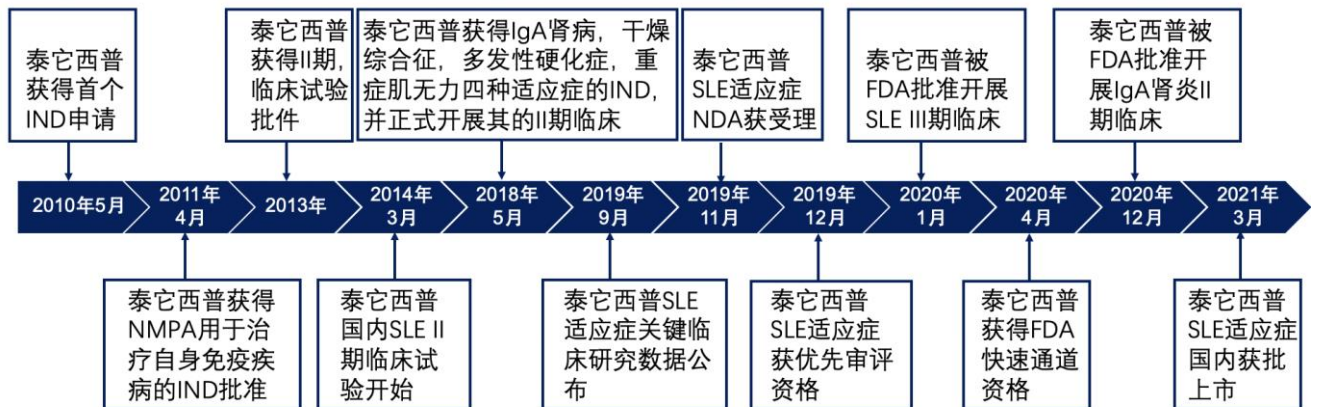 泰它西普
获得首个
IND申请
泰它西普
获得II期,
临床试验
批件
泰它西普获得IgA肾病，干燥
综合征，多发性硬化症，重
症肌无力四种适应症的IND,
并正式开展其的II期临床
泰它西普
SLE适应症
NDA获受理
泰它西普被
FDA批准开展
SLE III期临床
泰它西普被
FDA批准开
展IgA肾炎II
期临床
2010年5月
2011年
4月
2013年
2014年
3月
2018年
5月
2019年
9月
2019年
11月
2019年
12月
2020年
1月
2020年
4月
2020年
12月
2021年
3月
泰它西普获得
NMPA用于治
疗自身免疫疾
病的IND批准
泰它西普
国内SLE II
期临床试
验开始
泰它西普SLE
适应症关键临
床研究数据公
布
泰它西普
SLE适应症
获优先审评
资格
泰它西普
获得FDA
快速通道
资格
泰它西普
SLE适应症
国内获批
上市